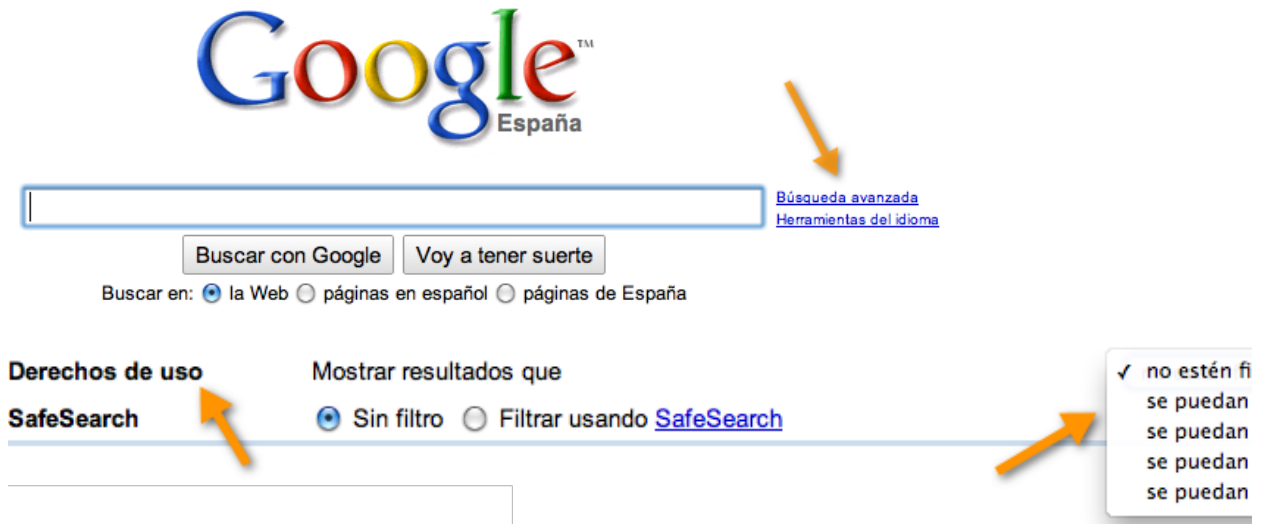 Google™
España
Búsqueda avanzada
Herramientas del idioma
Buscar con Google Voy a tener suerte
Buscar en: la Web páginas en español páginas de España
Derechos de uso Mostrar resultados que
✓ no estén fi
SafeSearch Sin filtro Filtrar usando SafeSearch
se puedan
se puedan
se puedan
se puedan